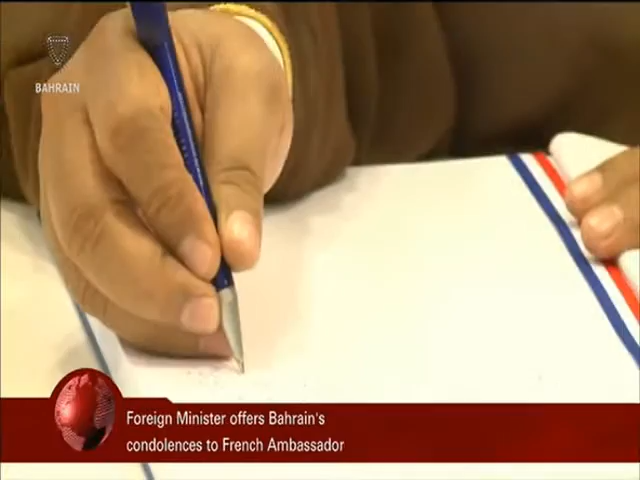 BAHRAIN
Foreign Minister offers Bahrain's
condolences to French Ambassador